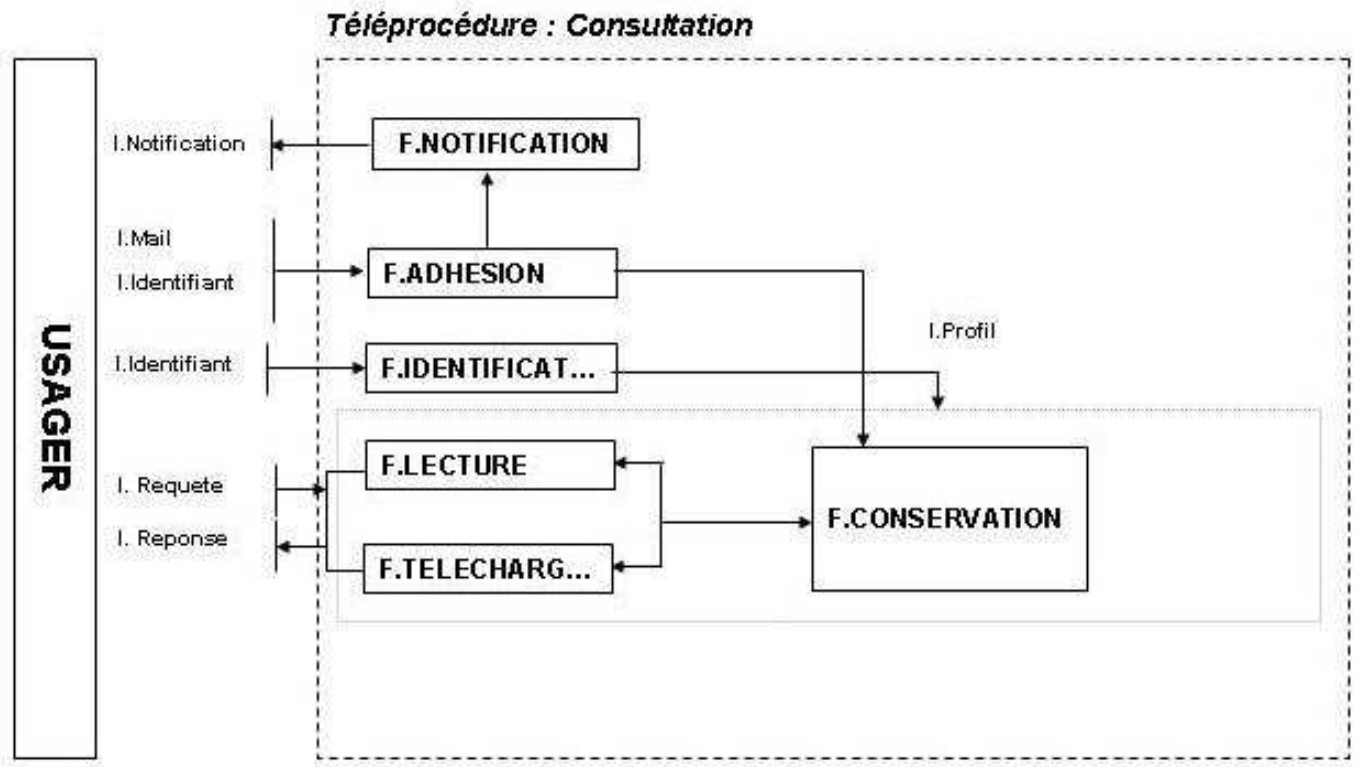 Téléprocédure : Consultation
USAGER
I.Notification
F.NOTIFICATION
I.Mail
I.Identifiant
F.ADHESION
I.Profil
I.Identifiant
F.IDENTIFICAT...
F.LECTURE
I. Requete
I. Reponse
F.TELECHARG...
F.CONSERVATION